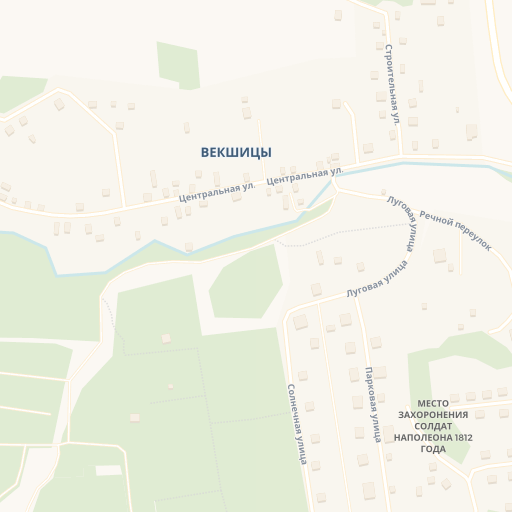 Строительная ул.
ВЕКШИЦЫ
Центральная ул.
Центральная ул.
Луговая улица
Речной переулок
Луговая улица
Солнечная улица
Парковая улица
МЕСТО
ЗАХОРОНЕНИЯ
СОЛДАТ
НАПОЛЕОНА 1812
ГОДА